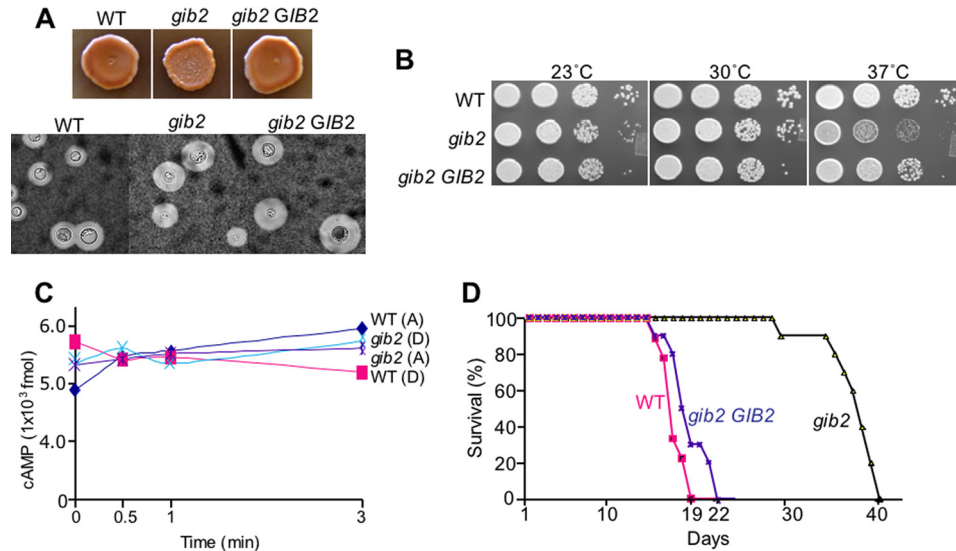 A
WT gib2 gib2 GIB2
WT gib2 gib2 GIB2
B
23°C 30°C 37°C
WT
gib2
gib2 GIB2
C
cAMP (1x10³ fmol)
6.0
5.0
4.0
0
WT (A)
gib2 (D)
gib2 (A)
WT (D)
0 0.5 1 3
Time (min)
D
Survival (%)
100
80
60
40
20
0
WT
gib2 GIB2
gib2
1 10 19 22 30 40
Days